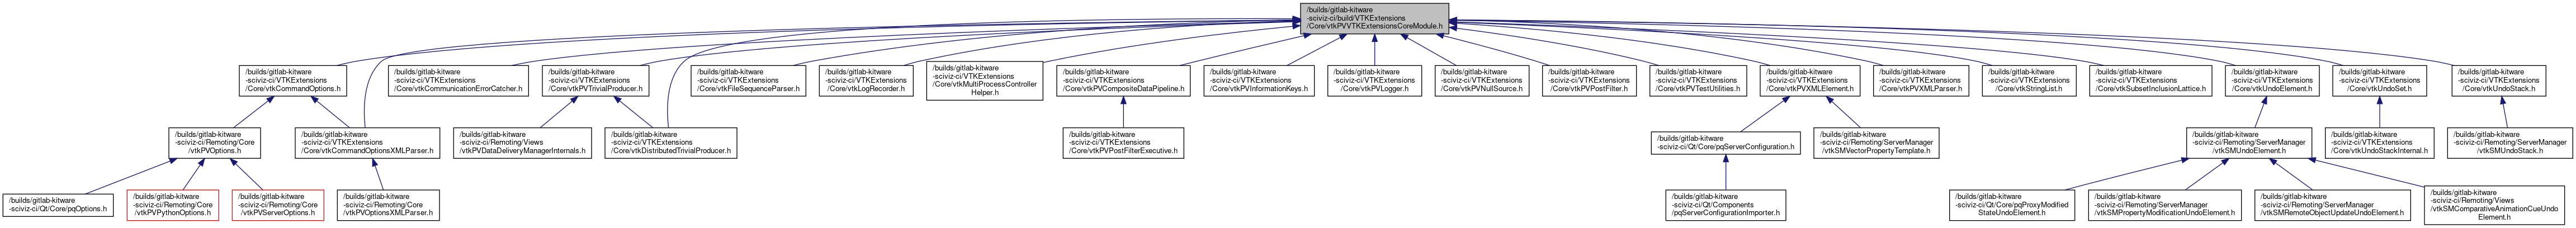 /builds/gitlab-kitware
-sciviz-ci/build/VTKExtensions
/Core/vtkPVVTKExtensionsCoreModule.h
/builds/gitlab-kitware
-sciviz-ci/VTKExtensions
/Core/vtkCommandOptions.h
/builds/gitlab-kitware
-sciviz-ci/VTKExtensions
/Core/vtkCommunicationErrorCatcher.h
/builds/gitlab-kitware
-sciviz-ci/VTKExtensions
/Core/vtkPVTrivialProducer.h
/builds/gitlab-kitware
-sciviz-ci/VTKExtensions
/Core/vtkFileSequenceParser.h
/builds/gitlab-kitware
-sciviz-ci/VTKExtensions
/Core/vtkLogRecorder.h
/builds/gitlab-kitware
-sciviz-ci/VTKExtensions
/Core/vtkMultiProcessController
Helper.h
/builds/gitlab-kitware
-sciviz-ci/VTKExtensions
/Core/vtkPVCompositeDataPipeline.h
/builds/gitlab-kitware
-sciviz-ci/VTKExtensions
/Core/vtkPVInformationKeys.h
/builds/gitlab-kitware
-sciviz-ci/VTKExtensions
/Core/vtkPVLogger.h
/builds/gitlab-kitware
-sciviz-ci/VTKExtensions
/Core/vtkPVNullSource.h
/builds/gitlab-kitware
-sciviz-ci/VTKExtensions
/Core/vtkPVPostFilter.h
/builds/gitlab-kitware
-sciviz-ci/VTKExtensions
/Core/vtkPVTestUtilities.h
/builds/gitlab-kitware
-sciviz-ci/VTKExtensions
/Core/vtkPVXMLElement.h
/builds/gitlab-kitware
-sciviz-ci/VTKExtensions
/Core/vtkPVXMLParser.h
/builds/gitlab-kitware
-sciviz-ci/VTKExtensions
/Core/vtkStringList.h
/builds/gitlab-kitware
-sciviz-ci/VTKExtensions
/Core/vtkSubsetInclusionLattice.h
/builds/gitlab-kitware
-sciviz-ci/VTKExtensions
/Core/vtkUndoElement.h
/builds/gitlab-kitware
-sciviz-ci/VTKExtensions
/Core/vtkUndoSet.h
/builds/gitlab-kitware
-sciviz-ci/VTKExtensions
/Core/vtkUndoStack.h
/builds/gitlab-kitware
-sciviz-ci/Remoting/Core
/vtkPVOptions.h
/builds/gitlab-kitware
-sciviz-ci/VTKExtensions
/Core/vtkCommandOptionsXMLParser.h
/builds/gitlab-kitware
-sciviz-ci/Remoting/Views
/vtkPVDataDeliveryManagerInternals.h
/builds/gitlab-kitware
-sciviz-ci/VTKExtensions
/Core/vtkDistributedTrivialProducer.h
/builds/gitlab-kitware
-sciviz-ci/VTKExtensions
/Core/vtkPVPostFilterExecutive.h
/builds/gitlab-kitware
-sciviz-ci/Qt/Core/pqServerConfiguration.h
/builds/gitlab-kitware
-sciviz-ci/Remoting/ServerManager
/vtkSMVectorPropertyTemplate.h
/builds/gitlab-kitware
-sciviz-ci/Remoting/ServerManager
/vtkSMUndoElement.h
/builds/gitlab-kitware
-sciviz-ci/VTKExtensions
/Core/vtkUndoStackInternal.h
/builds/gitlab-kitware
-sciviz-ci/Remoting/ServerManager
/vtkSMUndoStack.h
/builds/gitlab-kitware
-sciviz-ci/Qt/Core/pqOptions.h
/builds/gitlab-kitware
-sciviz-ci/Remoting/Core
/vtkPVPythonOptions.h
/builds/gitlab-kitware
-sciviz-ci/Remoting/Core
/vtkPVServerOptions.h
/builds/gitlab-kitware
-sciviz-ci/Remoting/Core
/vtkPVOptionsXMLParser.h
/builds/gitlab-kitware
-sciviz-ci/Qt/Components
/pqServerConfigurationImporter.h
/builds/gitlab-kitware
-sciviz-ci/Qt/Core/pqProxyModified
StateUndoElement.h
/builds/gitlab-kitware
-sciviz-ci/Remoting/ServerManager
/vtkSMPropertyModificationUndoElement.h
/builds/gitlab-kitware
-sciviz-ci/Remoting/ServerManager
/vtkSMRemoteObjectUpdateUndoElement.h
/builds/gitlab-kitware
-sciviz-ci/Remoting/Views
/vtkSMComparativeAnimationCueUndo
Element.h